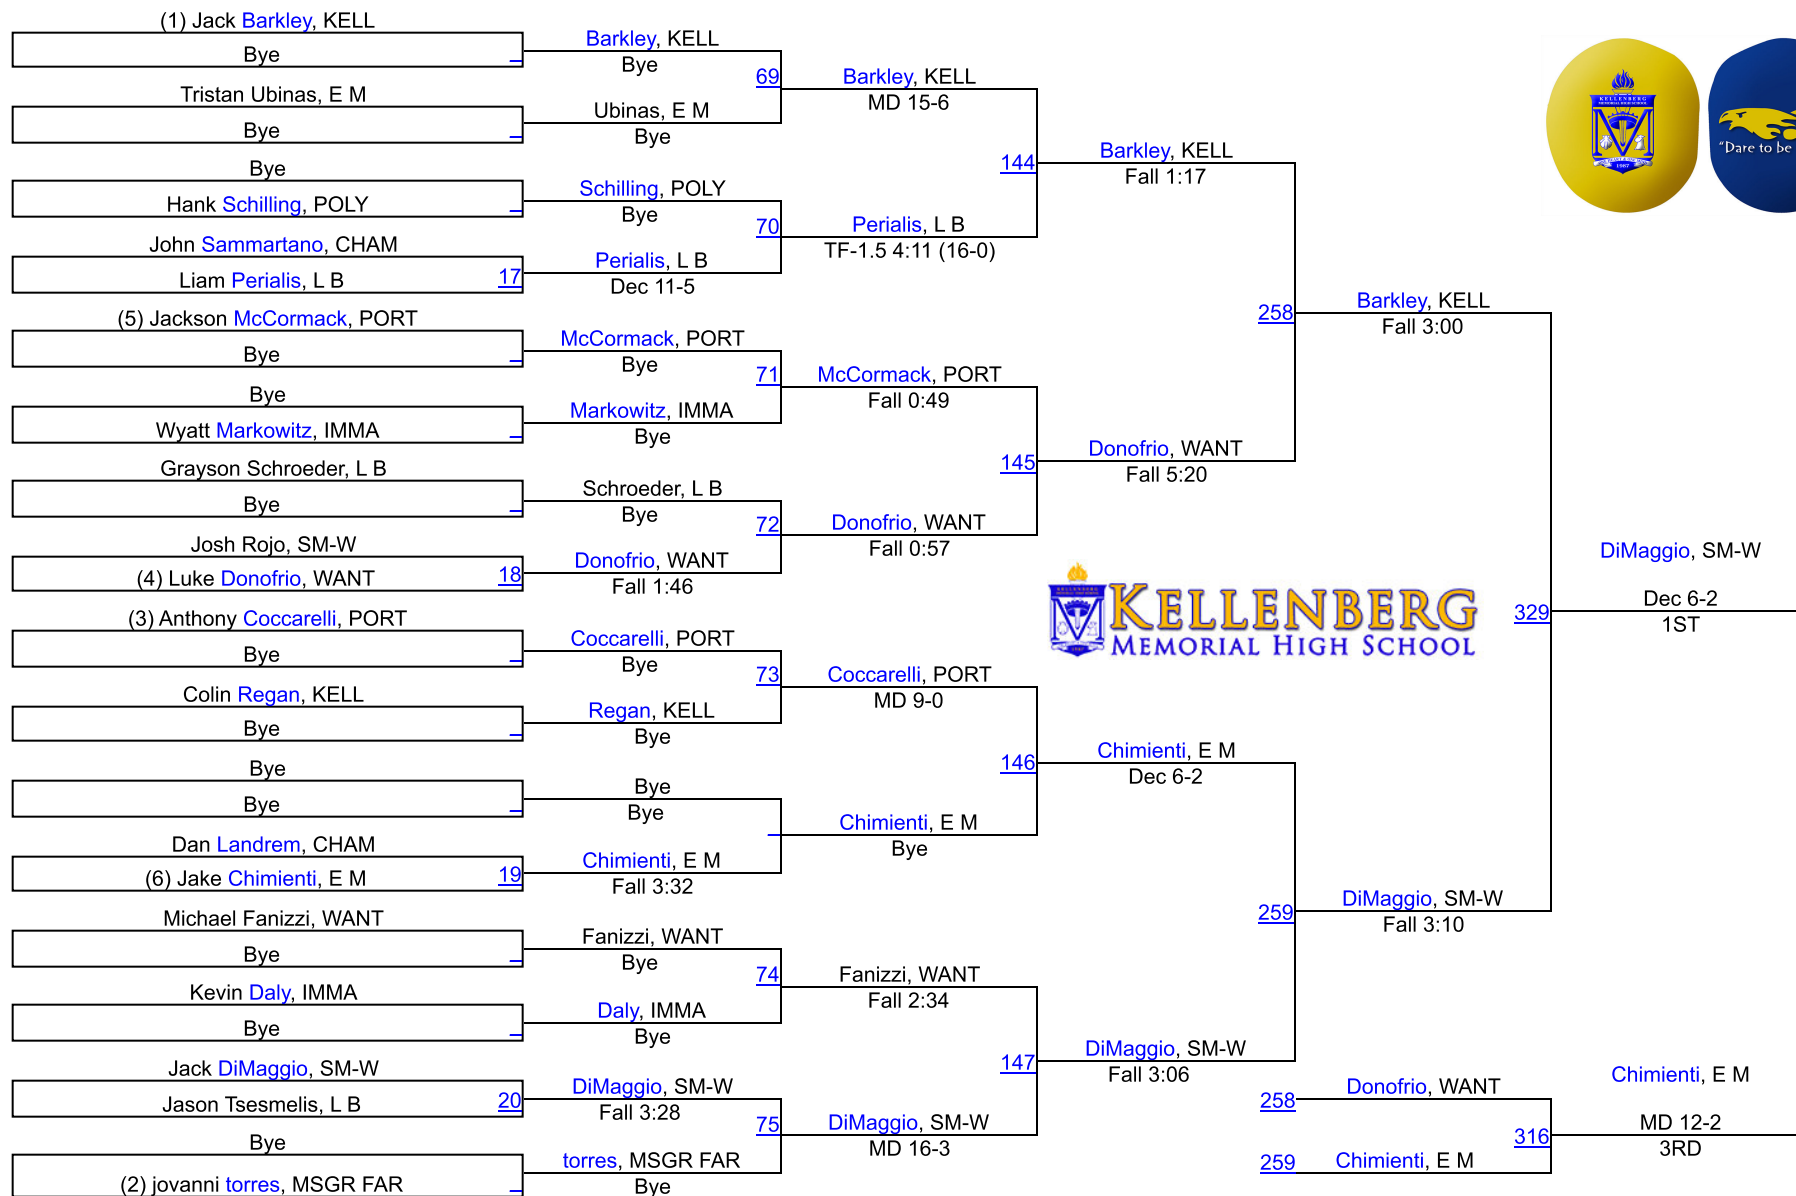 (1) Jack Barkley, KELL
Bye
Tristan Ubinas, E M
Bye
Bye
Hank Schilling, POLY
John Sammartano, CHAM
Liam Perialis, L B
17
(5) Jackson McCormack, PORT
Bye
Bye
Wyatt Markowitz, IMMA
Grayson Schroeder, L B
Bye
Josh Rojo, SM-W
(4) Luke Donofrio, WANT
18
(3) Anthony Coccarelli, PORT
Bye
Colin Regan, KELL
Bye
Bye
Bye
Dan Landrem, CHAM
(6) Jake Chimienti, E M
19
Michael Fanizzi, WANT
Bye
Kevin Daly, IMMA
Bye
Jack DiMaggio, SM-W
Jason Tsesmelis, L B
20
Bye
(2) jovanni torres, MSGR FAR
Barkley, KELL
Bye
69
Ubinas, E M
Bye
Schilling, POLY
Bye
70
Perialis, L B
Dec 11-5
McCormack, PORT
Bye
71
Markowitz, IMMA
Bye
Schroeder, L B
Bye
72
Donofrio, WANT
Fall 1:46
Coccarelli, PORT
Bye
73
Regan, KELL
Bye
Bye
Bye
Chimienti, E M
Fall 3:32
Fanizzi, WANT
Bye
74
Daly, IMMA
Bye
DiMaggio, SM-W
Fall 3:28
75
torres, MSGR FAR
Bye
Barkley, KELL
MD 15-6
144
Perialis, L B
TF-1.5 4:11 (16-0)
McCormack, PORT
Fall 0:49
145
Donofrio, WANT
Fall 0:57
Coccarelli, PORT
MD 9-0
146
Chimienti, E M
Bye
Fanizzi, WANT
Fall 2:34
147
DiMaggio, SM-W
MD 16-3
Barkley, KELL
Fall 1:17
258
Donofrio, WANT
Fall 5:20
Chimienti, E M
Dec 6-2
259
DiMaggio, SM-W
Fall 3:06
Barkley, KELL
Fall 3:00
329
DiMaggio, SM-W
Fall 3:10
DiMaggio, SM-W
Dec 6-2
1ST
258
Donofrio, WANT
316
259
Chimienti, E M
Chimienti, E M
MD 12-2
3RD
KELLENBERG
MEMORIAL HIGH SCHOOL
KELLENBERG
MEMORIAL HIGH SCHOOL
1987
"Dare to be